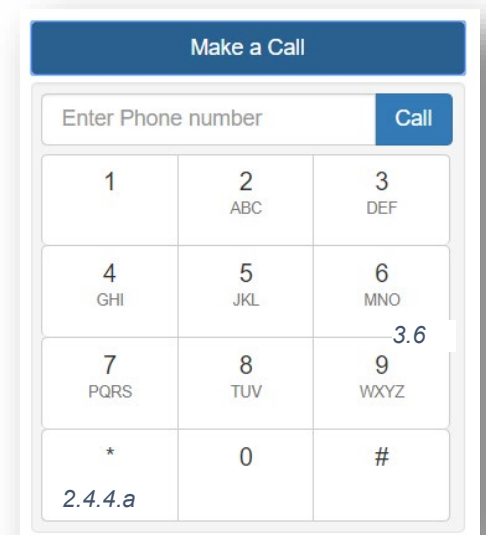 Make a Call
Enter Phone number Call
1 2 3
ABC DEF
4 5 6
GHI JKL MNO
3.6
7 8 9
PQRS TUV WXYZ
* 0 #
2.4.4.a